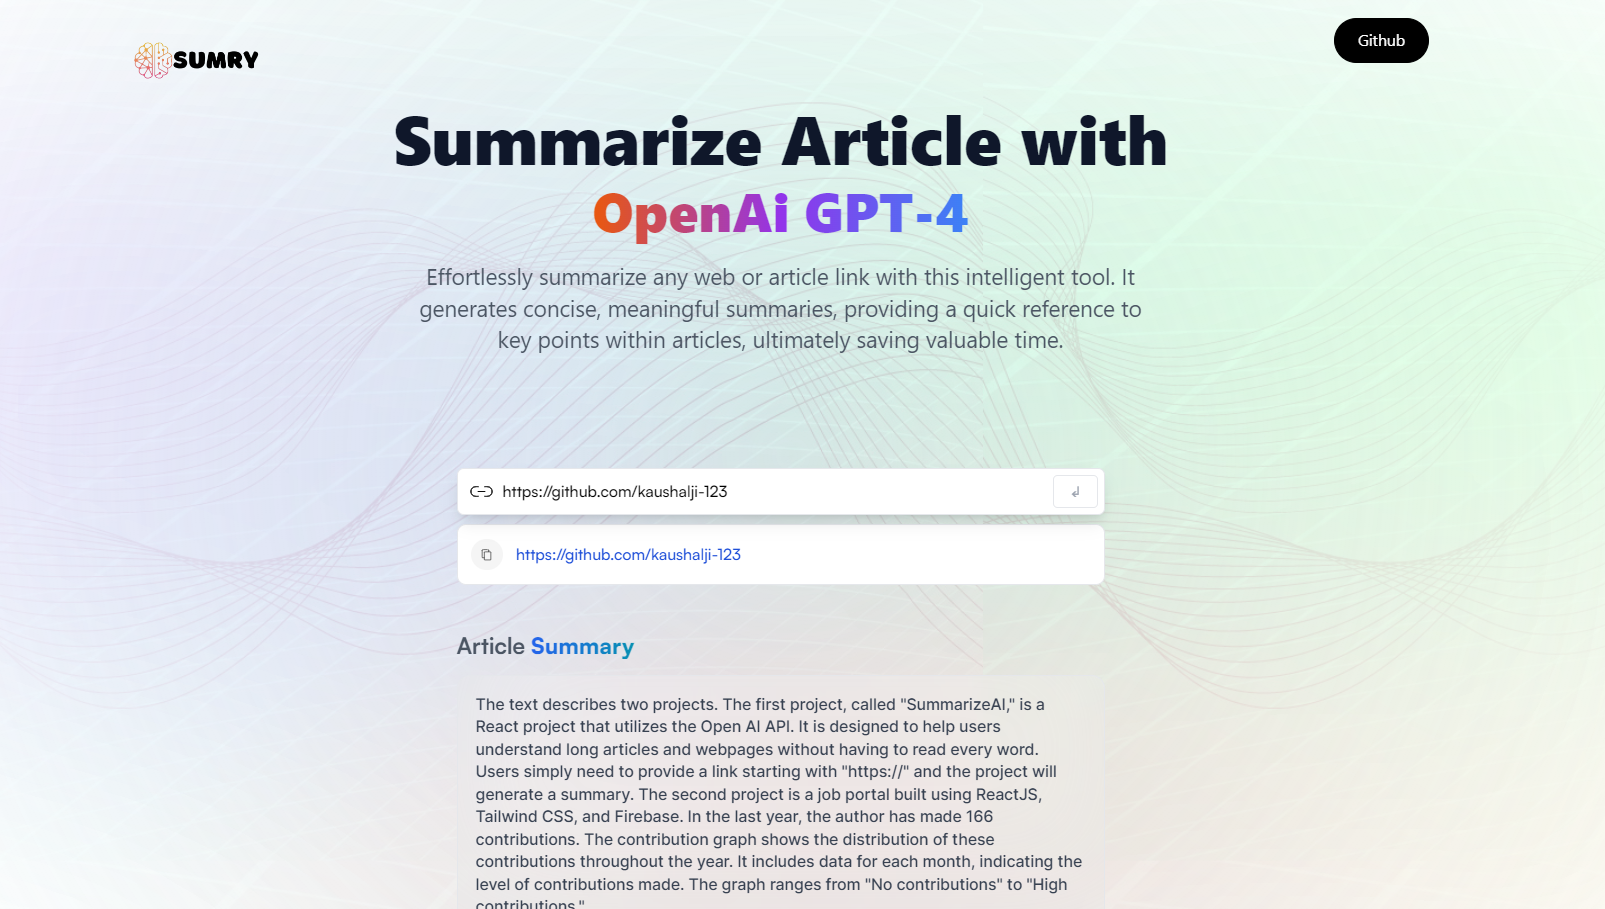 SUMRY
Github
Summarize Article with
OpenAi GPT-4
Effortlessly summarize any web or article link with this intelligent tool. It
generates concise, meaningful summaries, providing a quick reference to
key points within articles, ultimately saving valuable time.
https://github.com/kaushalji-123
https://github.com/kaushalji-123
Article Summary
The text describes two projects. The first project, called "SummarizeAI," is a
React project that utilizes the Open AI API. It is designed to help users
understand long articles and webpages without having to read every word.
Users simply need to provide a link starting with "https://" and the project will
generate a summary. The second project is a job portal built using ReactJS,
Tailwind CSS, and Firebase. In the last year, the author has made 166
contributions. The contribution graph shows the distribution of these
contributions throughout the year. It includes data for each month, indicating the
level of contributions made. The graph ranges from "No contributions" to "High
contributions."